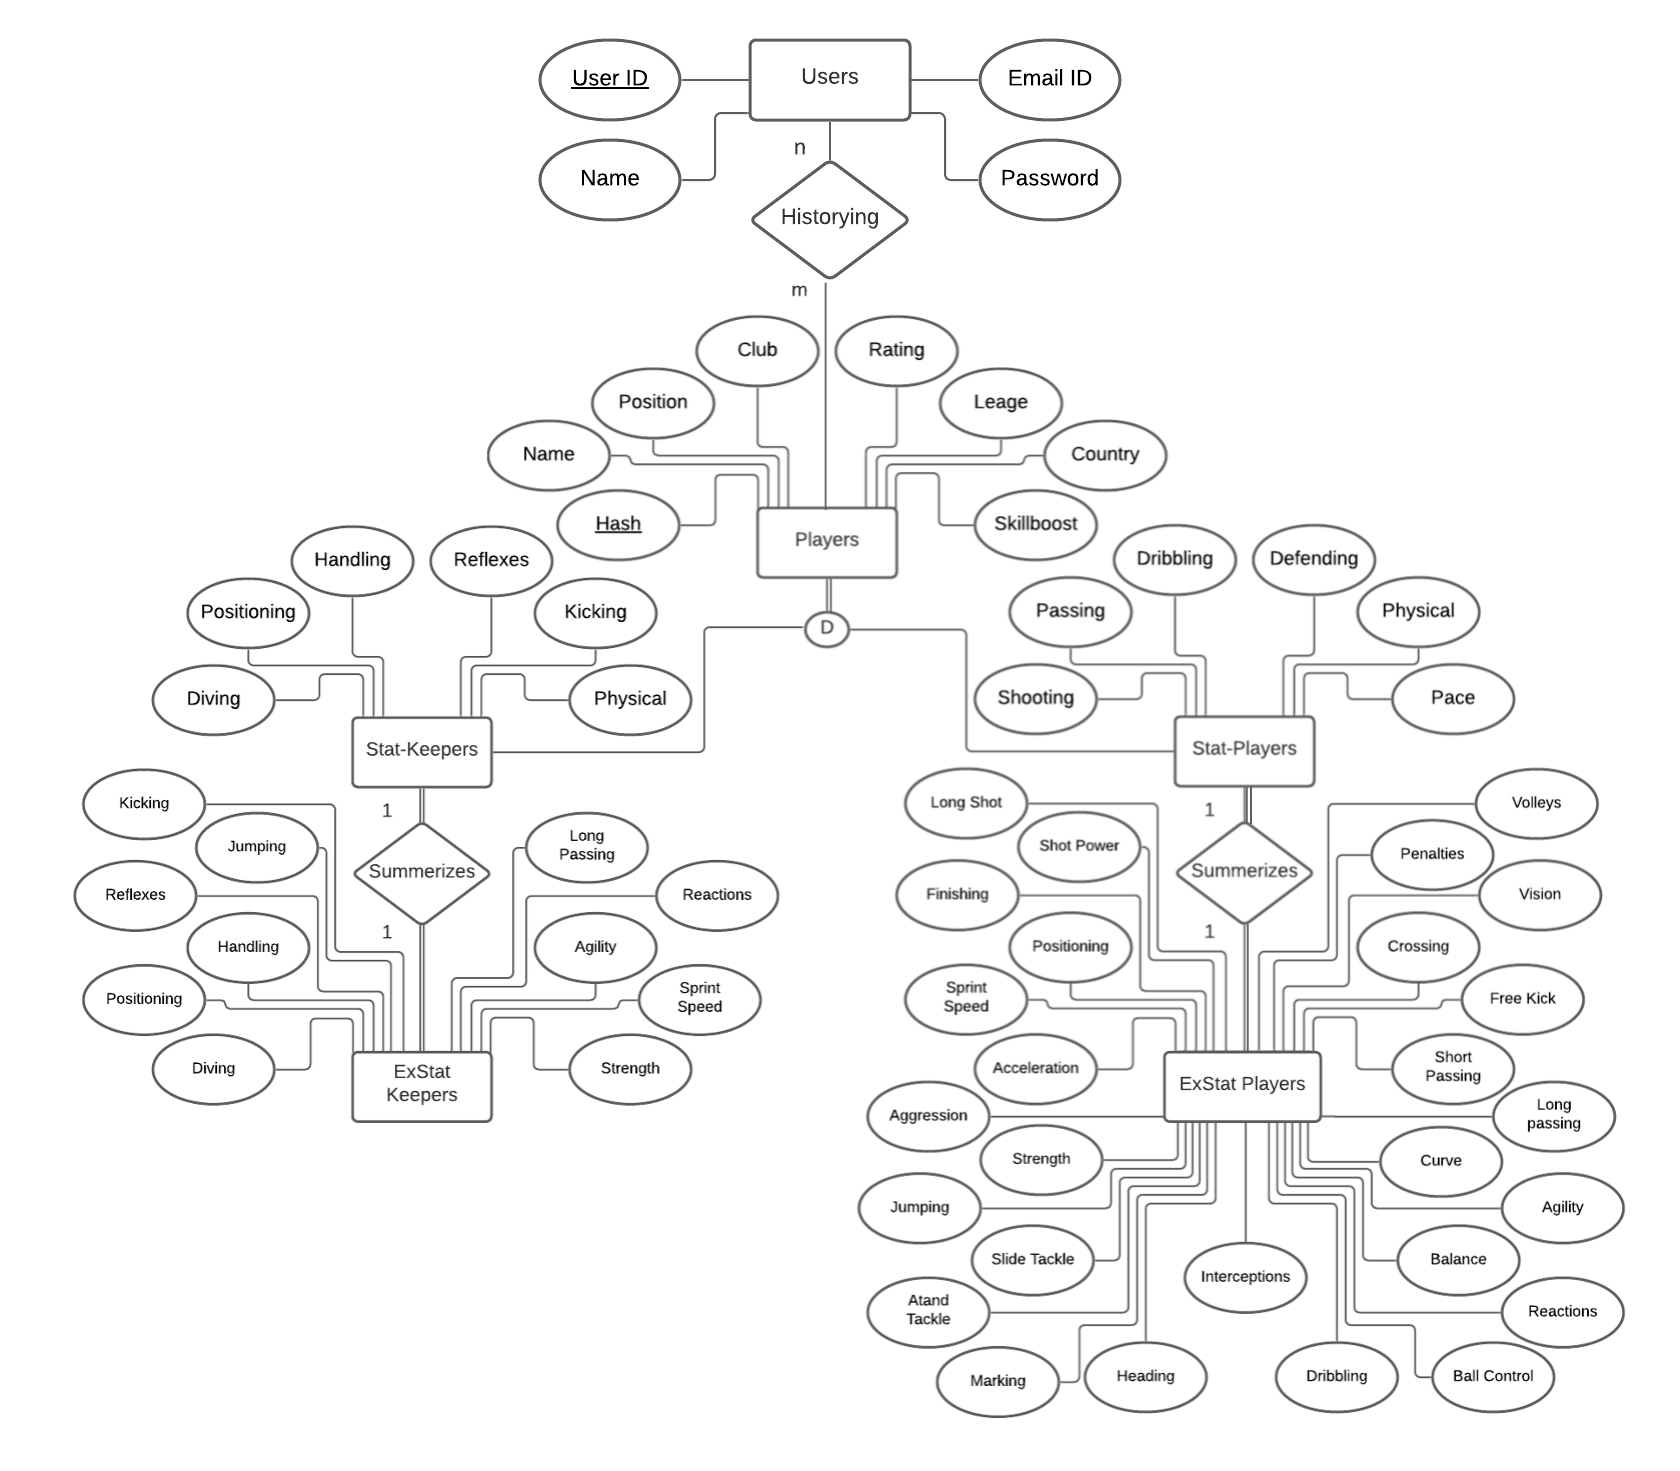 Users
User ID
Email ID
Name
Password
n
Historying
m
Club
Rating
Position
Leage
Name
Country
Hash
Skillboost
Players
D
Handling
Reflexes
Positioning
Kicking
Diving
Physical
Stat-Keepers
Dribbling
Defending
Passing
Physical
Shooting
Pace
Stat-Players
1
Summerizes
1
Kicking
Jumping
Long
Passing
Reflexes
Reactions
Handling
Agility
Positioning
Sprint
Speed
Diving
Strength
ExStat
Keepers
1
Summerizes
1
Long Shot
Volleys
Shot Power
Penalties
Finishing
Vision
Positioning
Crossing
Sprint
Speed
Free Kick
Acceleration
Short
Passing
ExStat Players
Aggression
Long
passing
Strength
Curve
Jumping
Agility
Slide Tackle
Balance
Interceptions
Atand
Tackle
Reactions
Marking
Heading
Dribbling
Ball Control